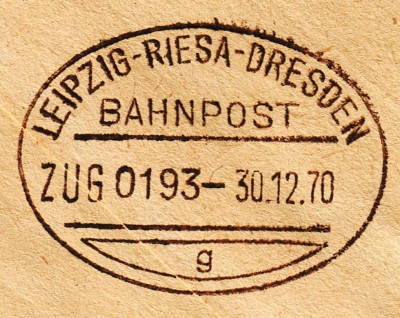 LEIPZIG-RIESA-DRESDEN
BAHNPOST
ZUG 0193- 30.12.70
g